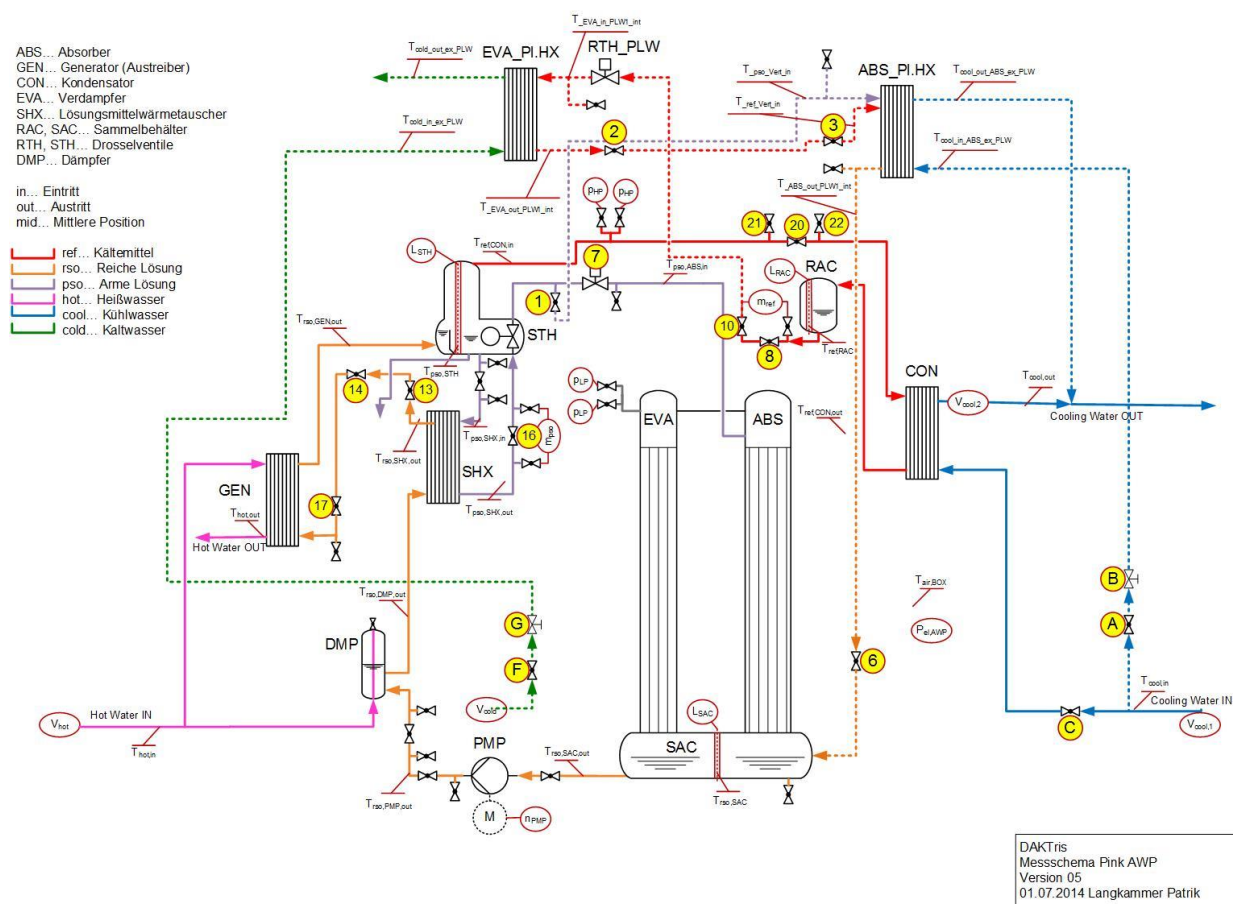 ABS... Absorber
GEN... Generator (Austreiber)
CON... Kondensator
EVA... Verdampfer
SHX... Lösungsmittelwärmetauscher
RAC, SAC... Sammelbehälter
RTH, STH... Drosselventile
DMP... Dämpfer
in... Eintritt
out... Austritt
mid... Mittlere Position
ref... Kältemittel
rso... Reiche Lösung
pso... Arme Lösung
hot... Heißwasser
cool... Kühlwasser
cold... Kaltwasser
T_EVA_in_PLW1_int
T_cold_out_ex_PLW
EVA_Pl.HX
RTH_PLW
T_pso_Vert_in
ABS_Pl.HX
T_cool_out_ABS_ex_PLW
T_ref_Vert_in
T_cold_in_ex_PLW
2
3
T_cool_in_ABS_ex_PLW
T_EVA_out_PLW1_int
T_ABS_out_PLW1_int
pHP
pHP
21
20
22
LSTH
Tref,CON,in
7
Tpso,ABS,in
LRAC
RAC
1
mref
STH
10
8
Tref,RAC
Trso,GEN,out
Tpso,STH
14
13
pLP
pLP
EVA
ABS
CON
Tcool,out
Vcool,2
Cooling Water OUT
Tref,CON,out
Tpso,SHX,in
16
mpso
Trso,SHX,out
SHX
GEN
17
Tpso,SHX,out
Thot,out
Hot Water OUT
Trso,DMP,out
Tair,BOX
B
A
Pel,AWP
G
DMP
F
6
Vcold
Tcool,in
Hot Water IN
Cooling Water IN
Vhot
Thot,in
C
Vcool,1
LSAC
PMP
SAC
Trso,SAC,out
Trso,PMP,out
Trso,SAC
M
nPMP
DAKTris
Messschema Pink AWP
Version 05
01.07.2014 Langkammer Patrik